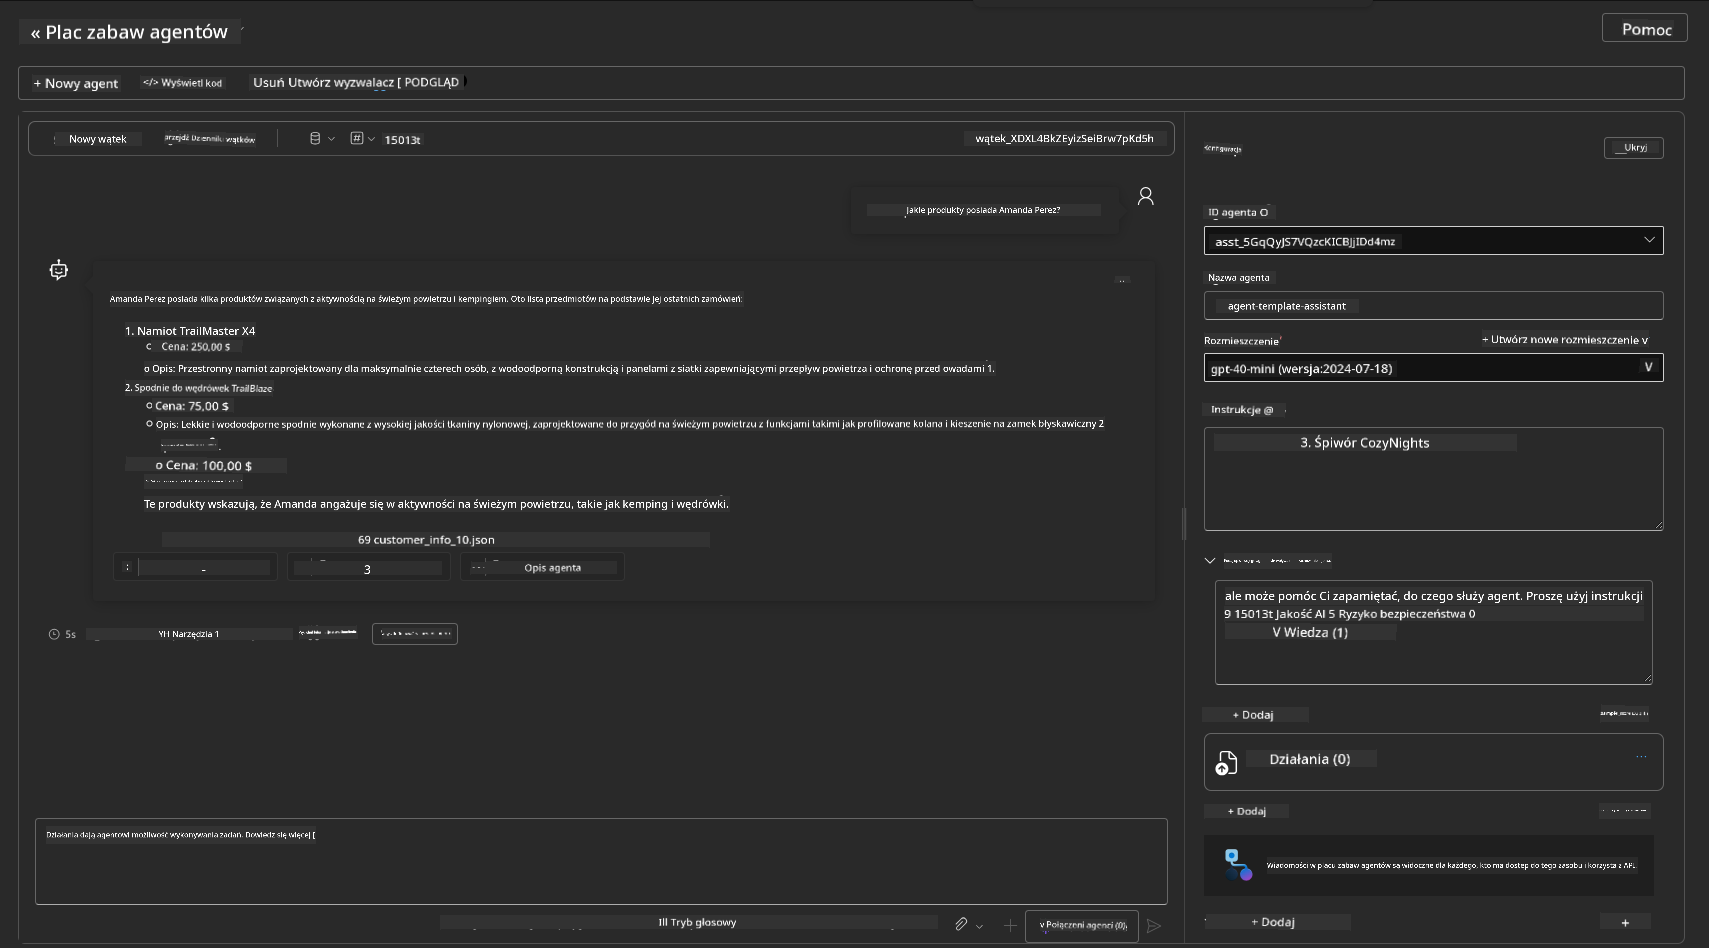 « Plac zabaw agentów
Pomoc
+ Nowy agent
</> Wyświetl kod
Usuń Utwórz wyzwalacz [ PODGLĄD
Nowy wątek
przejdź Dzienniki wątków
15013t
wątek_XDXL4BkZEyizSeiBrw7pKd5h
Konfiguracja
Ukryj
Jakie produkty posiada Amanda Perez?
Amanda Perez posiada kilka produktów związanych z aktywnością na świeżym powietrzu i kempingiem. Oto lista przedmiotów na podstawie jej ostatnich zamówień:
1. Namiot TrailMaster X4
Cena: 250,00 $
o Opis: Przestronny namiot zaprojektowany dla maksymalnie czterech osób, z wodoodporną konstrukcją i panelami z siatki zapewniającymi przepływ powietrza i ochronę przed owadami 1.
2. Spodnie do wędrówek TrailBlaze
o Cena: 75,00 $
o Opis: Lekkie i wodoodporne spodnie wykonane z wysokiej jakości tkaniny nylonowej, zaprojektowane do przygód na świeżym powietrzu z funkcjami takimi jak profilowane kolana i kieszenie na zamek błyskawiczny 2
o Cena: 100,00 $
Te produkty wskazują, że Amanda angażuje się w aktywności na świeżym powietrzu, takie jak kemping i wędrówki.
69 customer_info_10.json
-
3
Opis agenta
5s
YH Narzędzia 1
Działania dają agentowi możliwość wykonywania zadań. Dowiedz się więcej [
Ill Tryb głosowy
v Połączeni agenci (0)
ID agenta O
asst_5GqQyJS7VQzcKICBJjIDd4mz
Nazwa agenta
agent-template-assistant
Rozmieszczenie*
+ Utwórz nowe rozmieszczenie v
gpt-40-mini (wersja:2024-07-18)
V
Instrukcje @
3. Śpiwór CozyNights
ale może pomóc Ci zapamiętać, do czego służy agent. Proszę użyj instrukcji
9 15013t Jakość AI 5 Ryzyko bezpieczeństwa 0
V Wiedza (1)
+ Dodaj
Działania (0)
...
+ Dodaj
Wiadomości w placu zabaw agentów są widoczne dla każdego, kto ma dostęp do tego zasobu i korzysta z API.
+ Dodaj
+